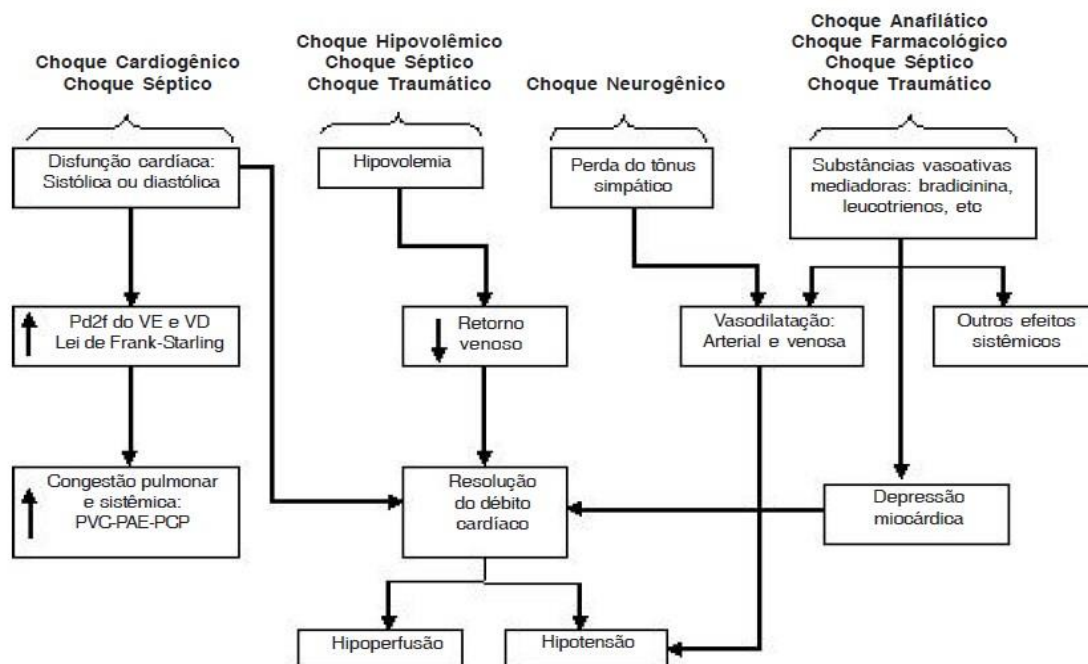 Choque Cardiogênico
Choque Séptico
Choque Hipovolêmico
Choque Séptico
Choque Traumático
Choque Neurogênico
Choque Anafilático
Choque Farmacológico
Choque Séptico
Choque Traumático
Disfunção cardíaca:
Sistólica ou diastólica
Hipovolemia
Perda do tônus
simpático
Substâncias vasoativas
mediadoras: bradicinina,
leucotrienos, etc
Pd2f do VE e VD
Lei de Frank-Starling
Retorno
venoso
Vasodilatação:
Arterial e venosa
Outros efeitos
sistêmicos
Congestão pulmonar
e sistêmica:
PVC-PAE-PCP
Resolução
do débito
cardíaco
Depressão
miocárdica
Hipoperfusão
Hipotensão